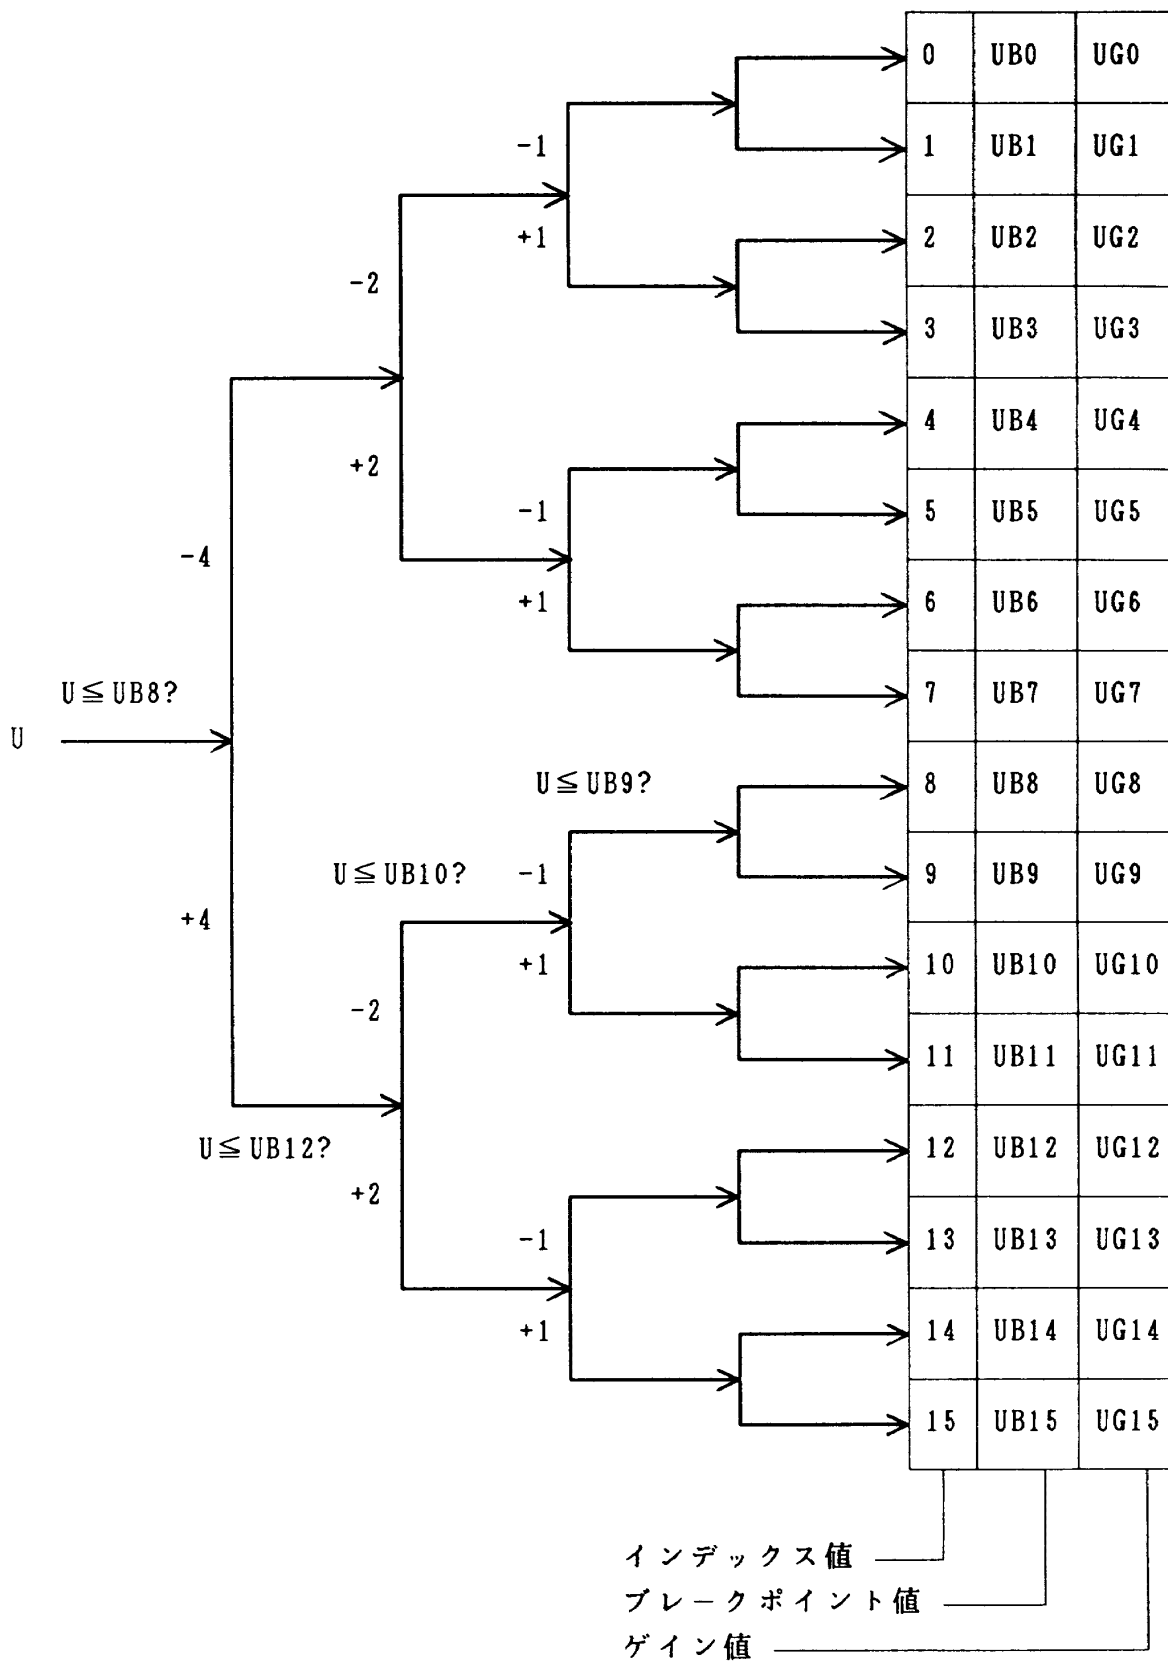 0 UB0 UG0
-1 1 UB1 UG1
+1 2 UB2 UG2
-2
3 UB3 UG3
4 UB4 UG4
+2
-1 5 UB5 UG5
-4
+1 6 UB6 UG6
U≦UB8? 7 UB7 UG7
U
U≦UB9? 8 UB8 UG8
U≦UB10? -1 9 UB9 UG9
+4
+1 10 UB10 UG10
-2
11 UB11 UG11
U≦UB12? 12 UB12 UG12
+2
-1 13 UB13 UG13
+1 14 UB14 UG14
15 UB15 UG15
インデックス値
ブレークポイント値
ゲイン値